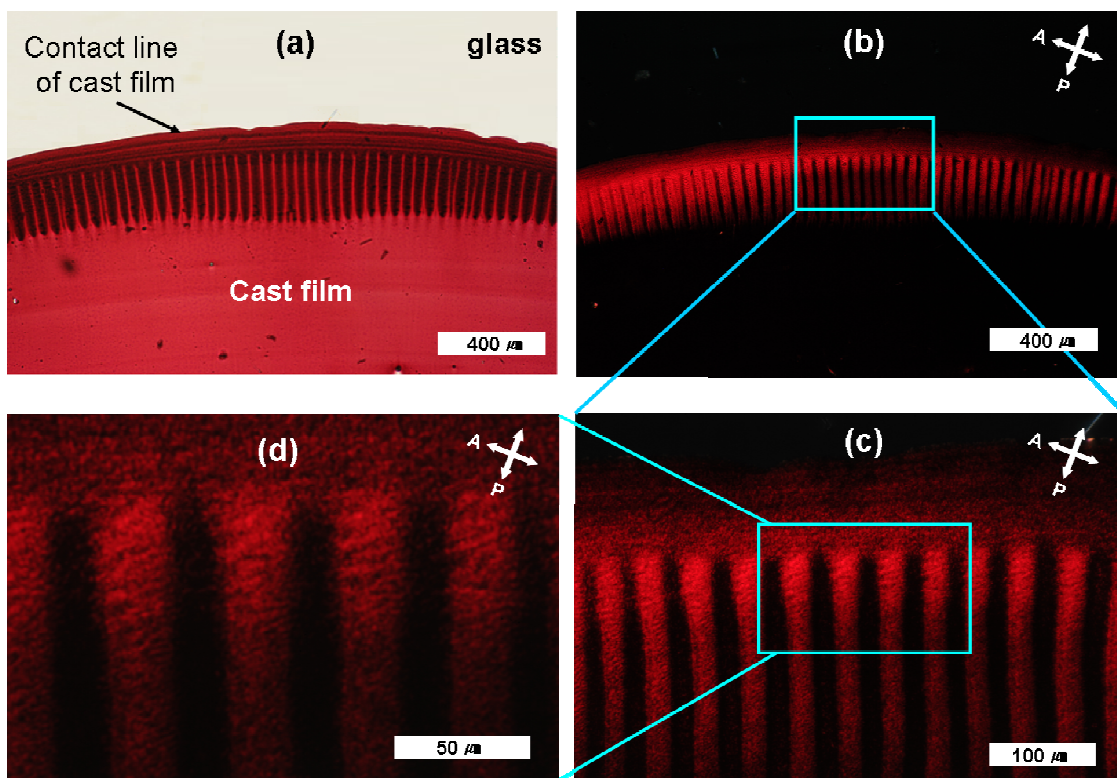 (a)
glass
Contact line
of cast film
Cast film
400 ㎛
(b)
A
P
400 ㎛
(d)
A
P
50 ㎛
(c)
A
P
100 ㎛